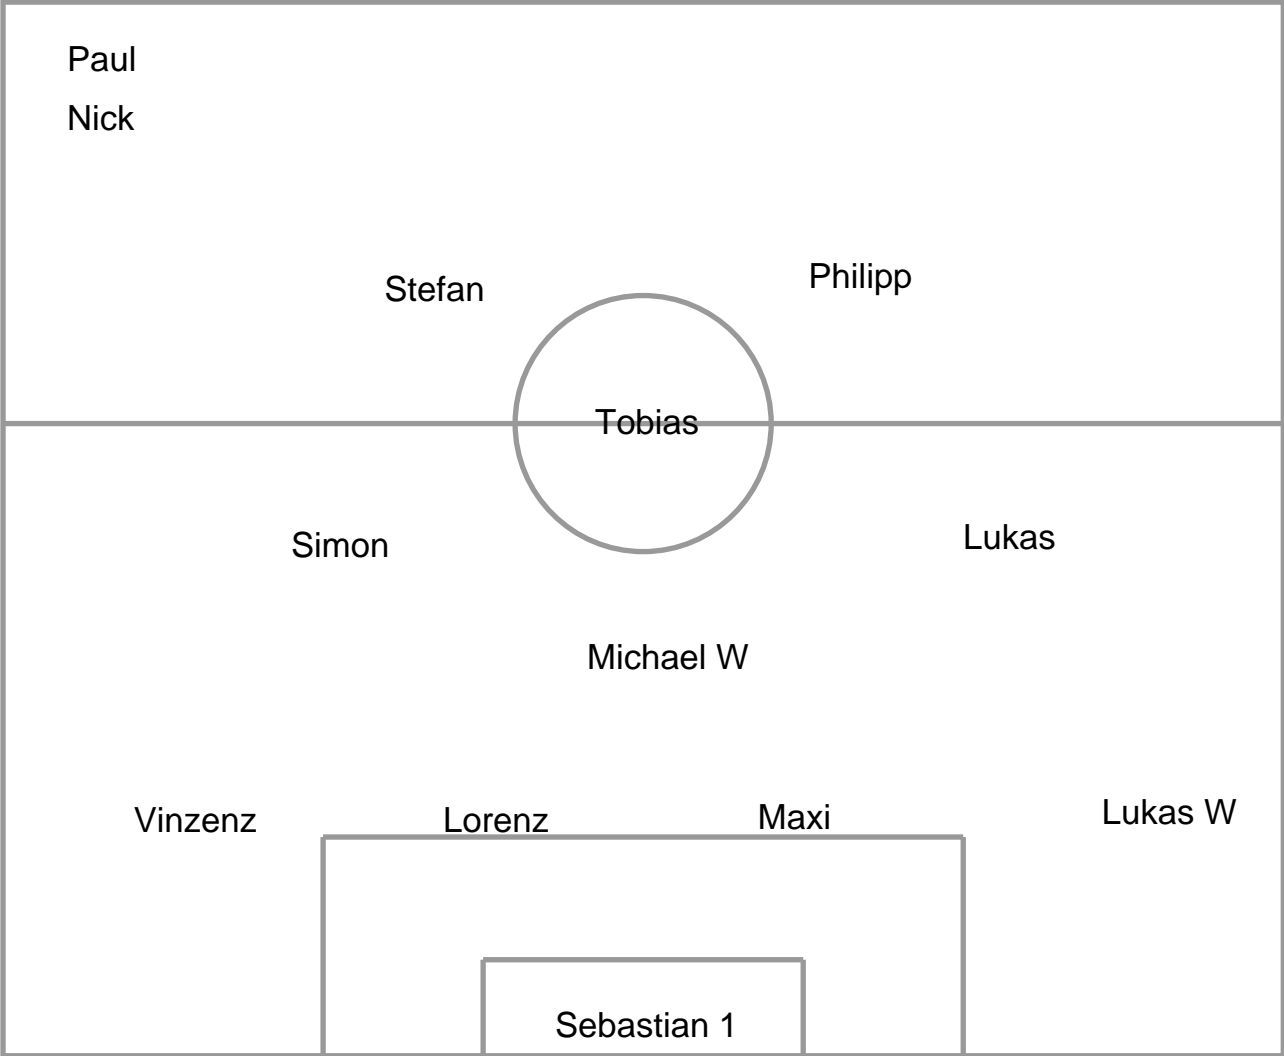 Paul
Nick
Stefan
Philipp
Tobias
Simon
Lukas
Michael W
Vinzenz
Lorenz
Maxi
Lukas W
Sebastian 1